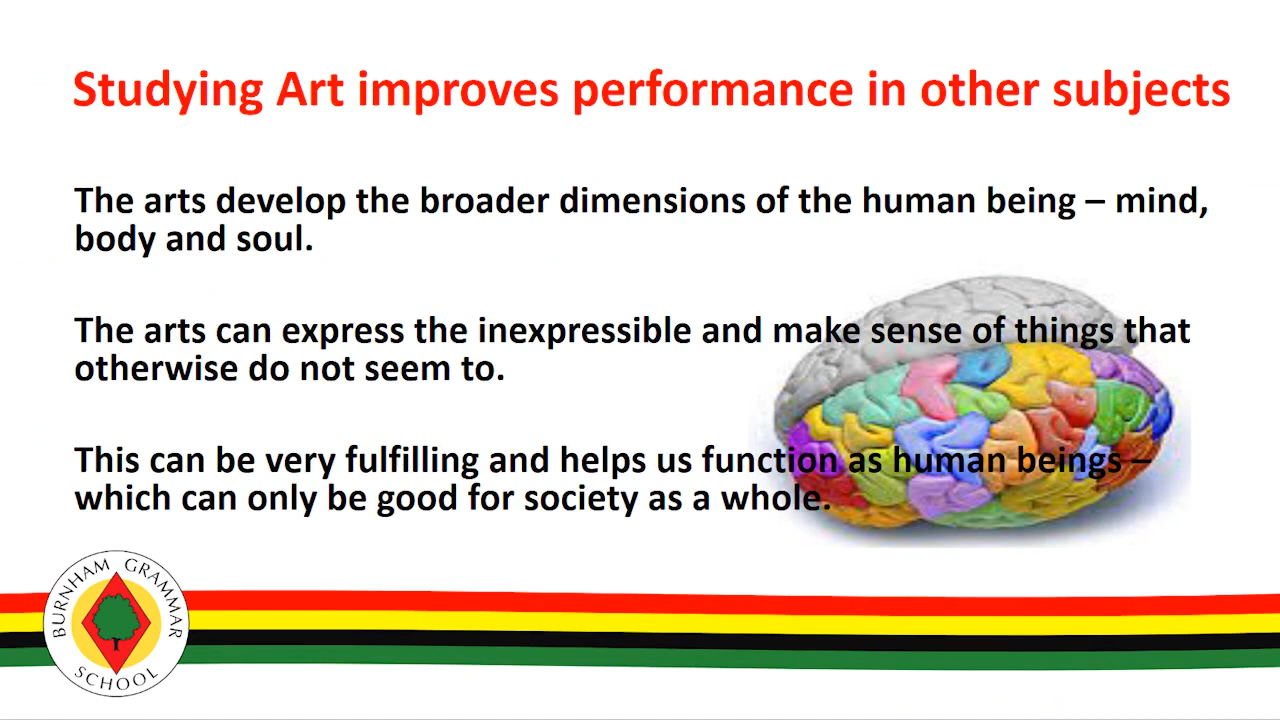 Studying Art improves performance in other subjects
The arts develop the broader dimensions of the human being – mind,
body and soul.
The arts can express the inexpressible and make sense of things that
otherwise do not seem to.
This can be very fulfilling and helps us function as human beings –
which can only be good for society as a whole.
BURNHAM GRAMMAR
SCHOOL